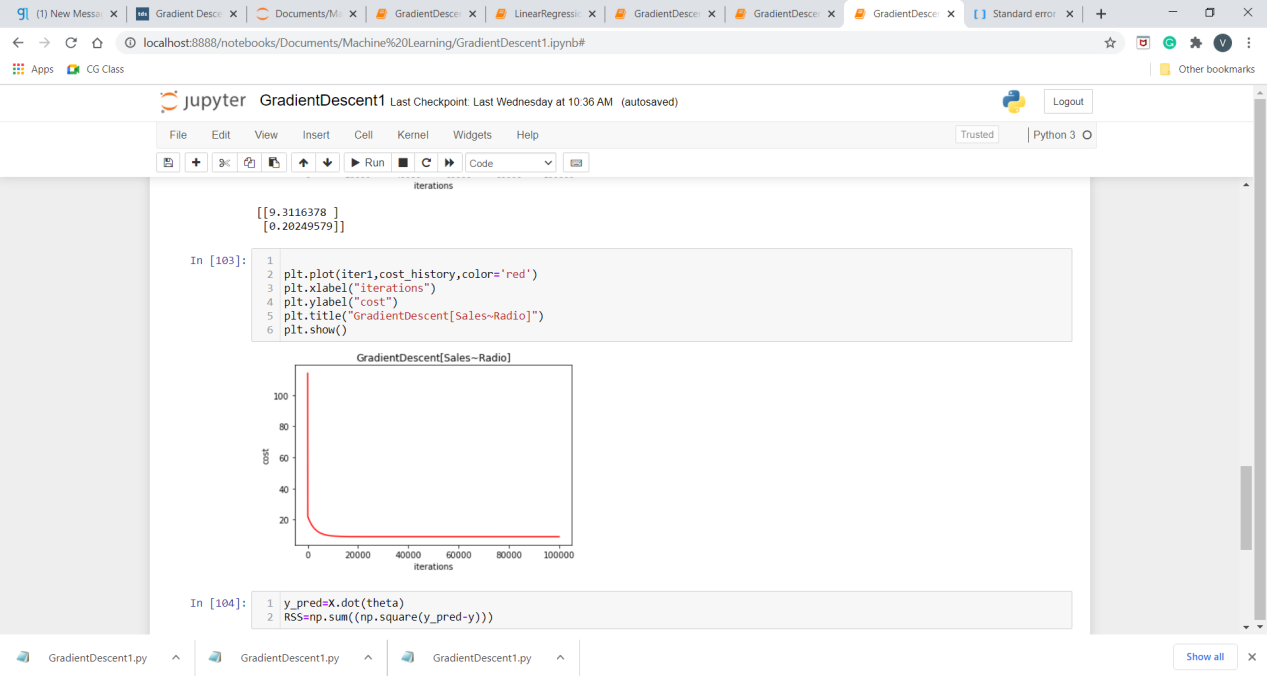 (1) New Messa
Gradient Desce
Documents/Ma
GradientDescen
LinearRegressio
GradientDescen
GradientDescen
GradientDescen
Standard error
localhost:8888/notebooks/Documents/Machine%20Learning/GradientDescent1.ipynb#
V
Apps
CG Class
Other bookmarks
jupyter GradientDescent1 Last Checkpoint: Last Wednesday at 10:36 AM (autosaved)
Logout
File Edit View Insert Cell Kernel Widgets Help
Trusted
Python 3
Run
Code
iterations
[[9.3116378 ]
[0.20249579]]
In [103]:
1
2 plt.plot(iter1,cost_history,color='red')
3 plt.xlabel("iterations")
4 plt.ylabel("cost")
5 plt.title("GradientDescent[Sales~Radio]")
6 plt.show()
GradientDescent[Sales~Radio]
100
80
60
40
20
cost
0 20000 40000 60000 80000 100000
iterations
In [104]:
1 y_pred=X.dot(theta)
2 RSS=np.sum((np.square(y_pred-y)))
GradientDescent1.py
GradientDescent1.py
GradientDescent1.py
Show all